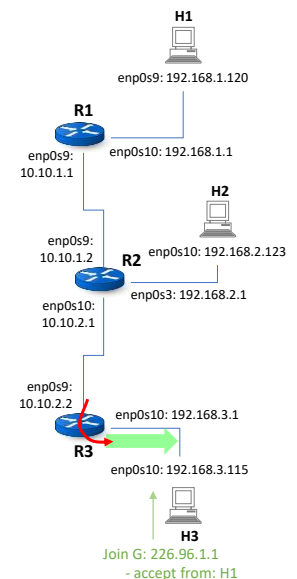 H1
enp0s9: 192.168.1.120
R1
enp0s10: 192.168.1.1
enp0s9:
10.10.1.1
H2
enp0s9:
10.10.1.2
enp0s10: 192.168.2.123
R2
enp0s10:
10.10.2.1
enp0s3: 192.168.2.1
enp0s9:
10.10.2.2
enp0s10: 192.168.3.1
R3
enp0s10: 192.168.3.115
H3
Join G: 226.96.1.1
- accept from: H1